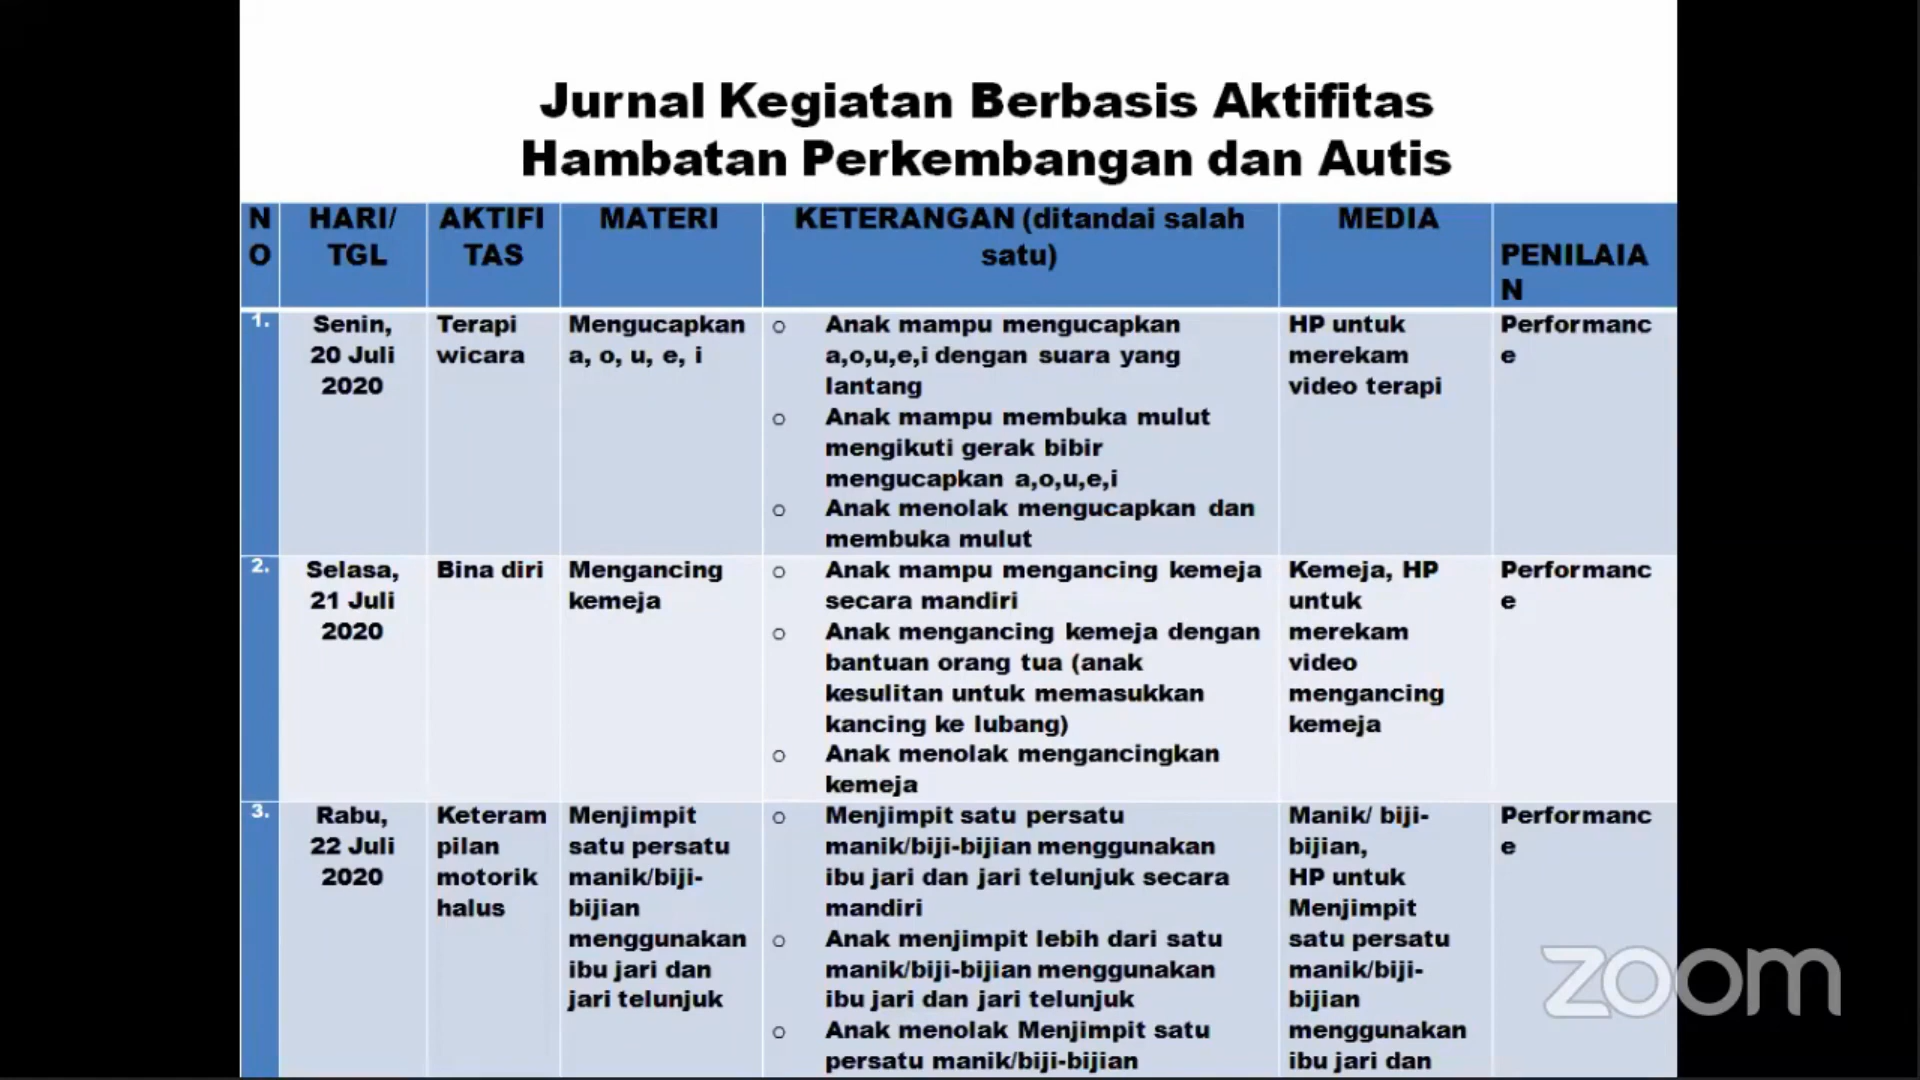 Jurnal Kegiatan Berbasis Aktifitas
Hambatan Perkembangan dan Autis
N
O
HARI/
TGL
AKTIFI
TAS
MATERI
KETERANGAN (ditandai salah
satu)
MEDIA
PENILAIA
N
1.
Senin,
20 Juli
2020
Terapi
wicara
Mengucapkan
a, o, u, e, i
o Anak mampu mengucapkan
a,o,u,e,i dengan suara yang
lantang
o Anak mampu membuka mulut
mengikuti gerak bibir
mengucapkan a,o,u,e,i
o Anak menolak mengucapkan dan
membuka mulut
HP untuk
merekam
video terapi
Performanc
e
2.
Selasa,
21 Juli
2020
Bina diri
Mengancing
kemeja
o Anak mampu mengancing kemeja
secara mandiri
o Anak mengancing kemeja dengan
bantuan orang tua (anak
kesulitan untuk memasukkan
kancing ke lubang)
o Anak menolak mengancingkan
kemeja
Kemeja, HP
untuk
merekam
video
mengancing
kemeja
Performanc
e
3.
Rabu,
22 Juli
2020
Keteram
pilan
motorik
halus
Menjimpit
satu persatu
manik/biji-
bijian
menggunakan
ibu jari dan
jari telunjuk
o Menjimpit satu persatu
manik/biji-bijian menggunakan
ibu jari dan jari telunjuk secara
mandiri
o Anak menjimpit lebih dari satu
manik/biji-bijian menggunakan
ibu jari dan jari telunjuk
o Anak menolak Menjimpit satu
persatu manik/biji-bijian
Manik/ biji-
bijian,
HP untuk
Menjimpit
satu persatu
manik/biji-
bijian
menggunakan
ibu jari dan
Performanc
e
zoom